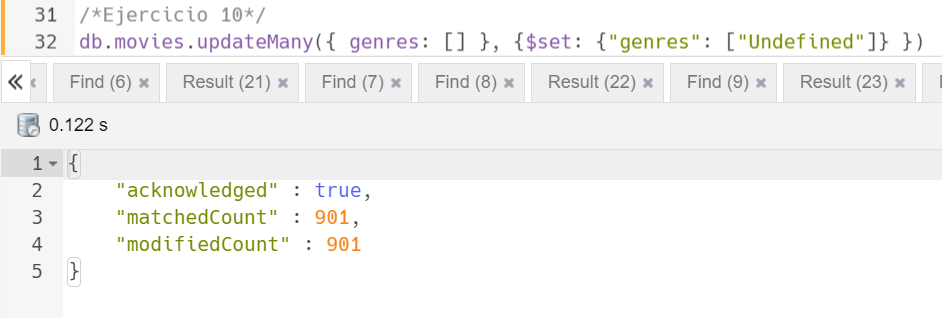 31 /*Ejercicio 10*/
32 db.movies.updateMany({ genres: [] }, {$set: {"genres": ["Undefined"]} })
« × Find (6) × Result (21) × Find (7) × Find (8) × Result (22) × Find (9) × Result (23) ×
0.122 s
1 {
2 "acknowledged" : true,
3 "matchedCount" : 901,
4 "modifiedCount" : 901
5 }